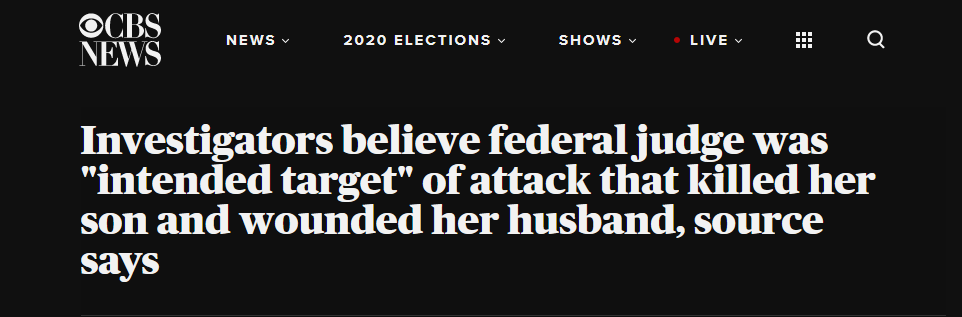 CBS
NEWS
NEWS
2020 ELECTIONS
SHOWS
LIVE
Investigators believe federal judge was
"intended target" of attack that killed her
son and wounded her husband, source
says